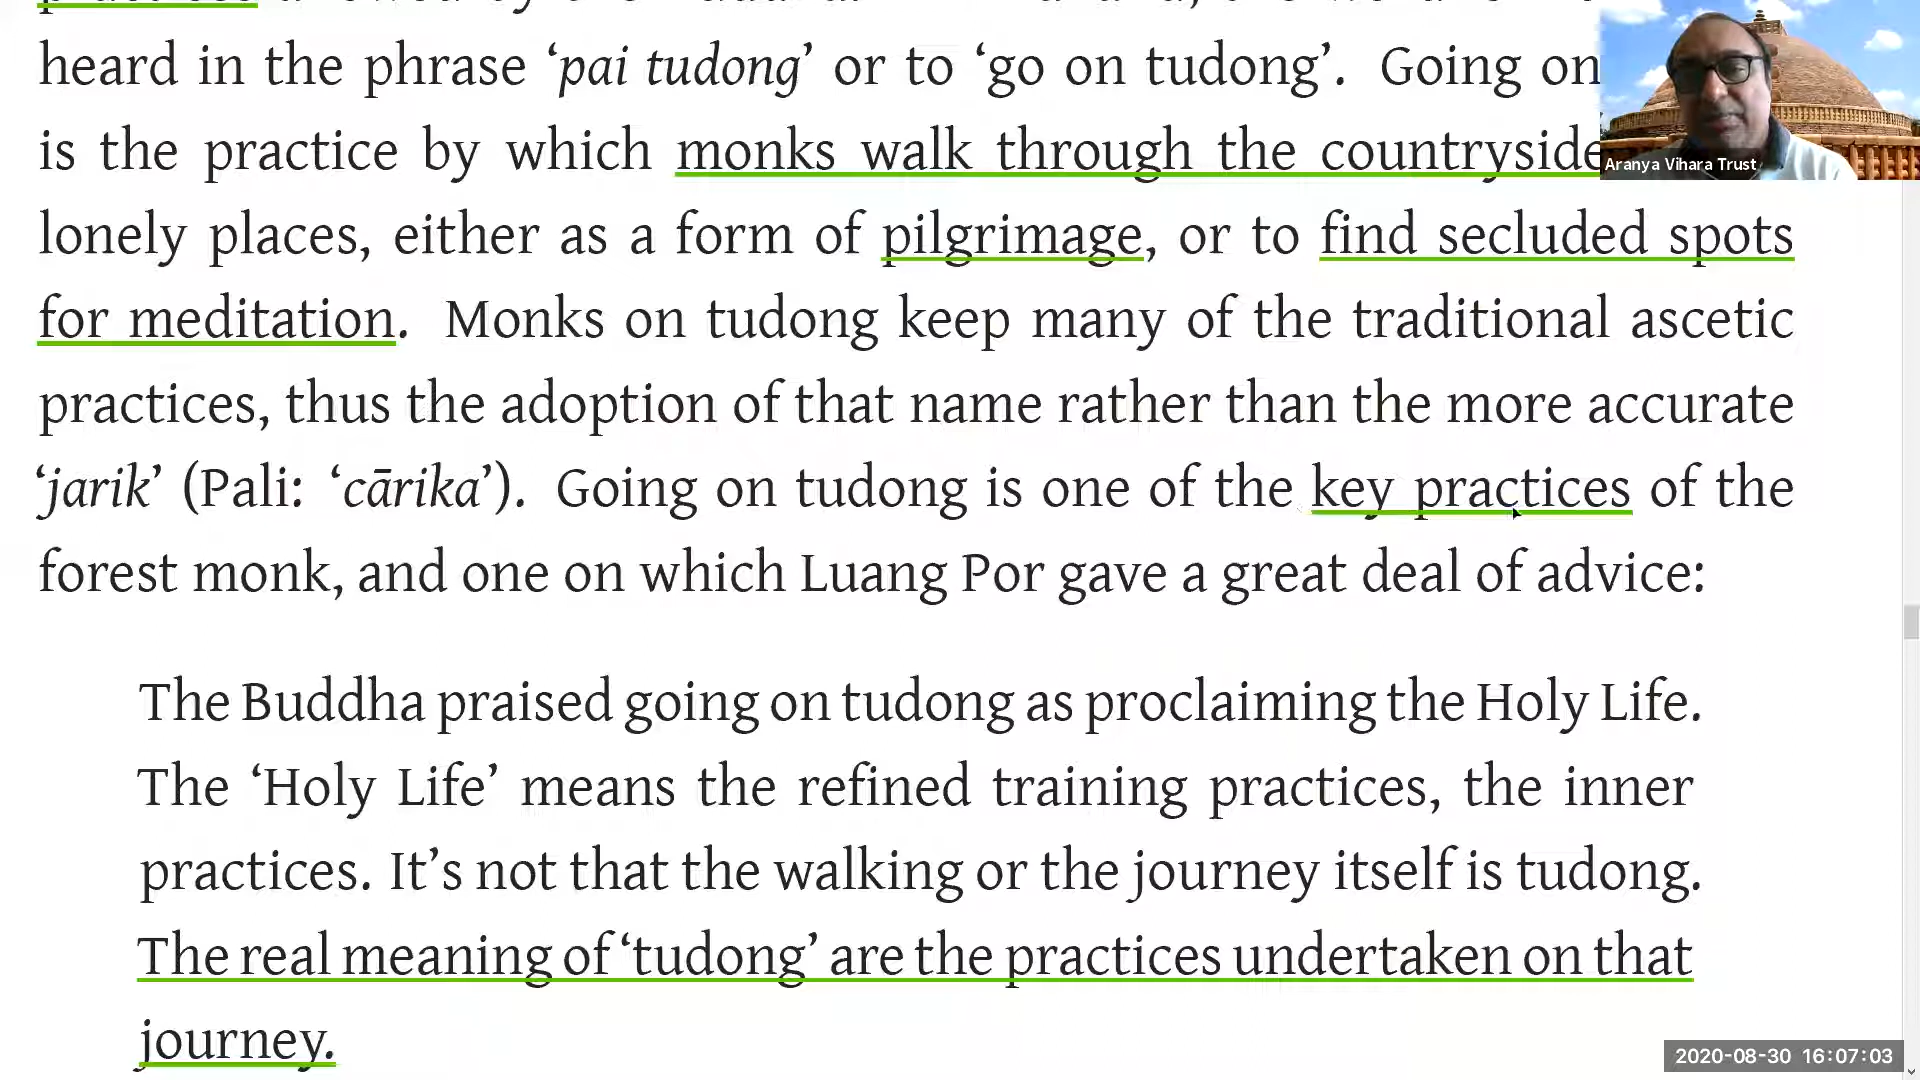 heard in the phrase ‘pai tudong’ or to ‘go on tudong’. Going on
is the practice by which monks walk through the countryside
lonely places, either as a form of pilgrimage, or to find secluded spots
for meditation. Monks on tudong keep many of the traditional ascetic
practices, thus the adoption of that name rather than the more accurate
‘jarik’ (Pali: ‘cārika’). Going on tudong is one of the key practices of the
forest monk, and one on which Luang Por gave a great deal of advice:
The Buddha praised going on tudong as proclaiming the Holy Life.
The ‘Holy Life’ means the refined training practices, the inner
practices. It’s not that the walking or the journey itself is tudong.
The real meaning of ‘tudong’ are the practices undertaken on that
journey.
Aranya Vihara Trust
2020-08-30 16:07:03